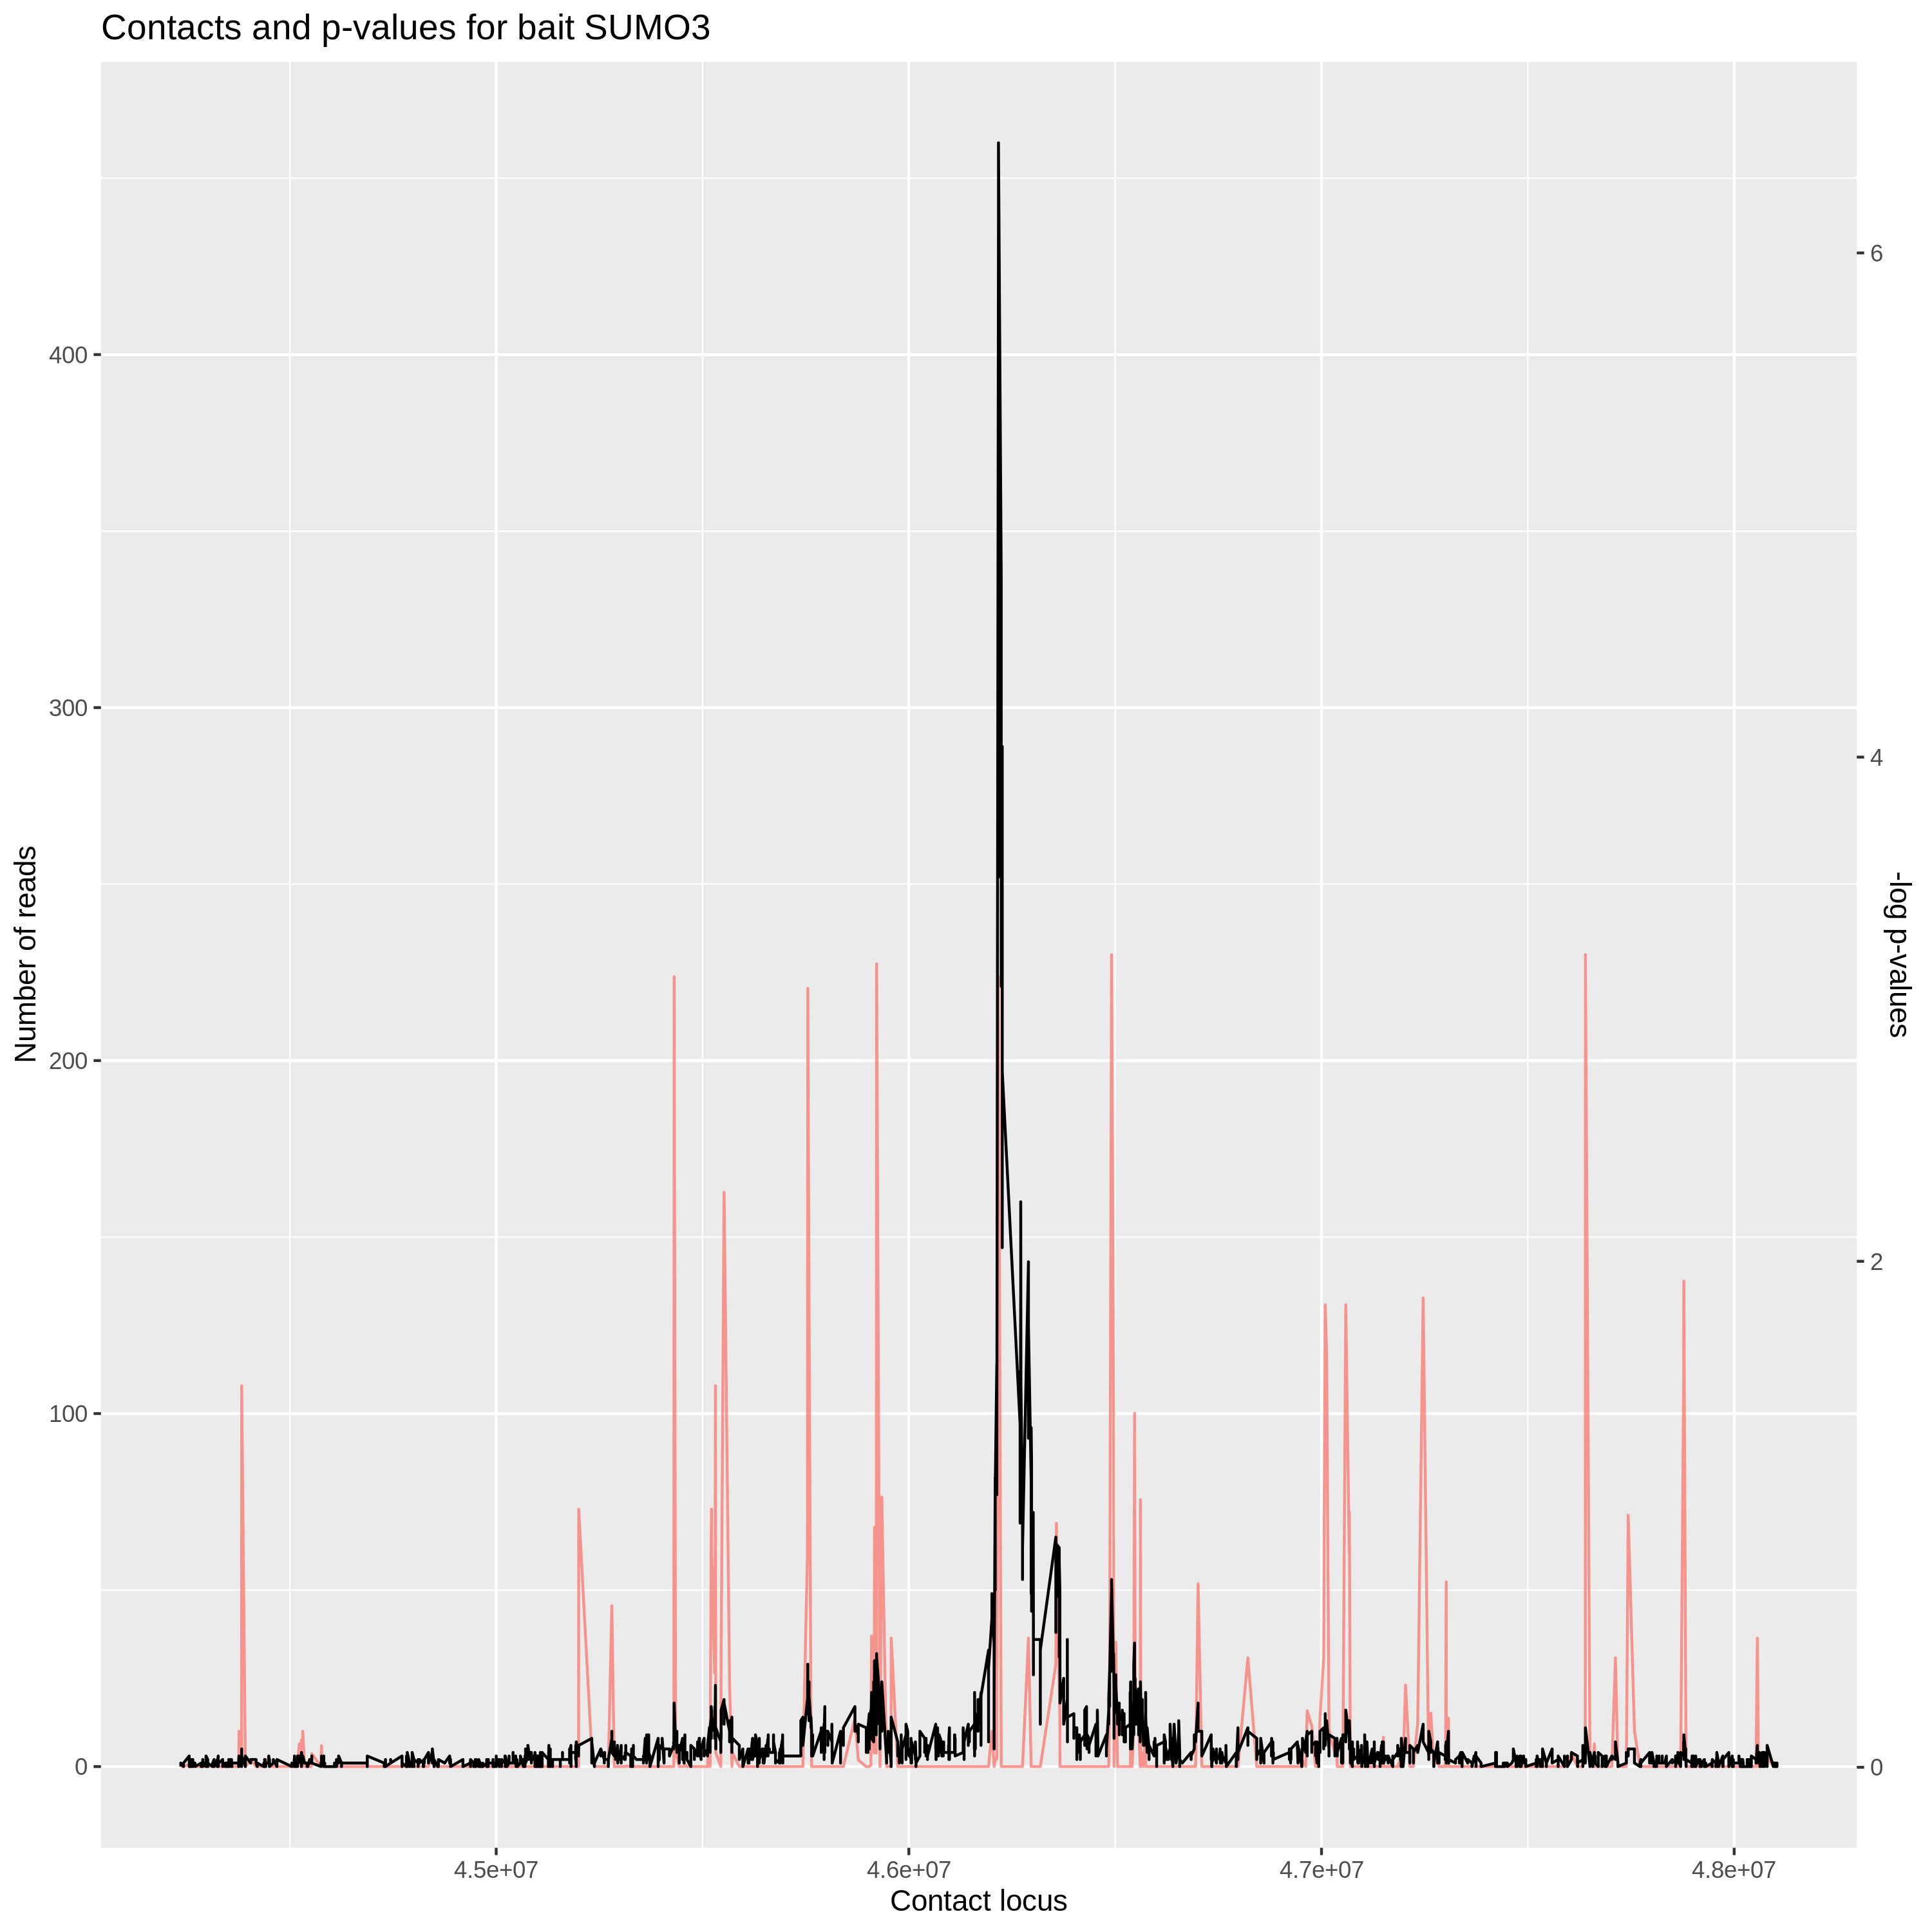 Contacts and p-values for bait SUMO3
Number of reads
400
300
200
100
0
6
4
2
0
-log p-values
4.5e+07
4.6e+07
4.7e+07
4.8e+07
Contact locus